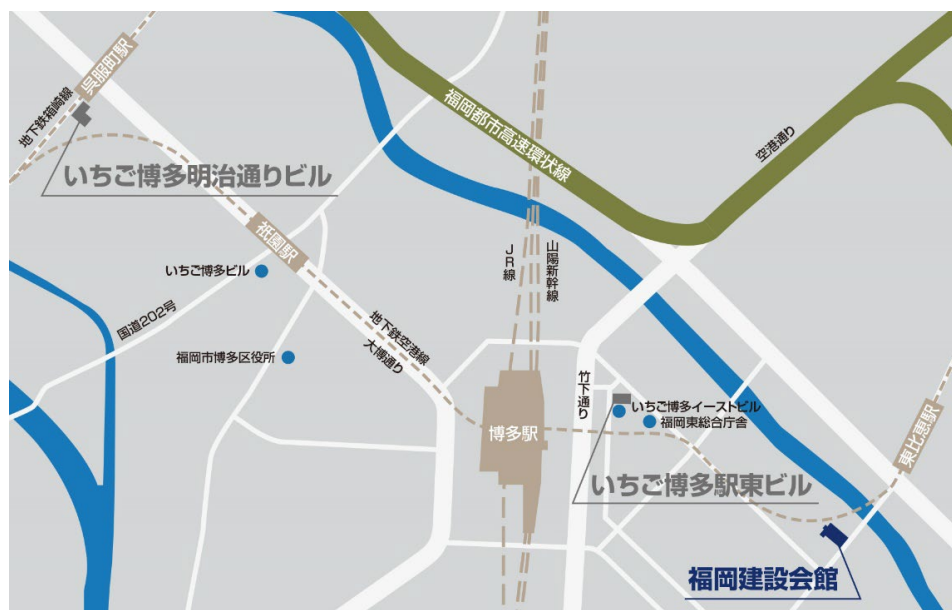 呉服町駅
地下鉄箱崎線
いちご博多明治通りビル
福岡都市高速環状線
空港通り
祇園駅
いちご博多ビル
JR線
山陽新幹線
国道202号
地下鉄空港線
大博通り
福岡市博多区役所
竹下通り
いちご博多イーストビル
福岡東総合庁舎
博多駅
東比恵駅
いちご博多駅東ビル
福岡建設会館